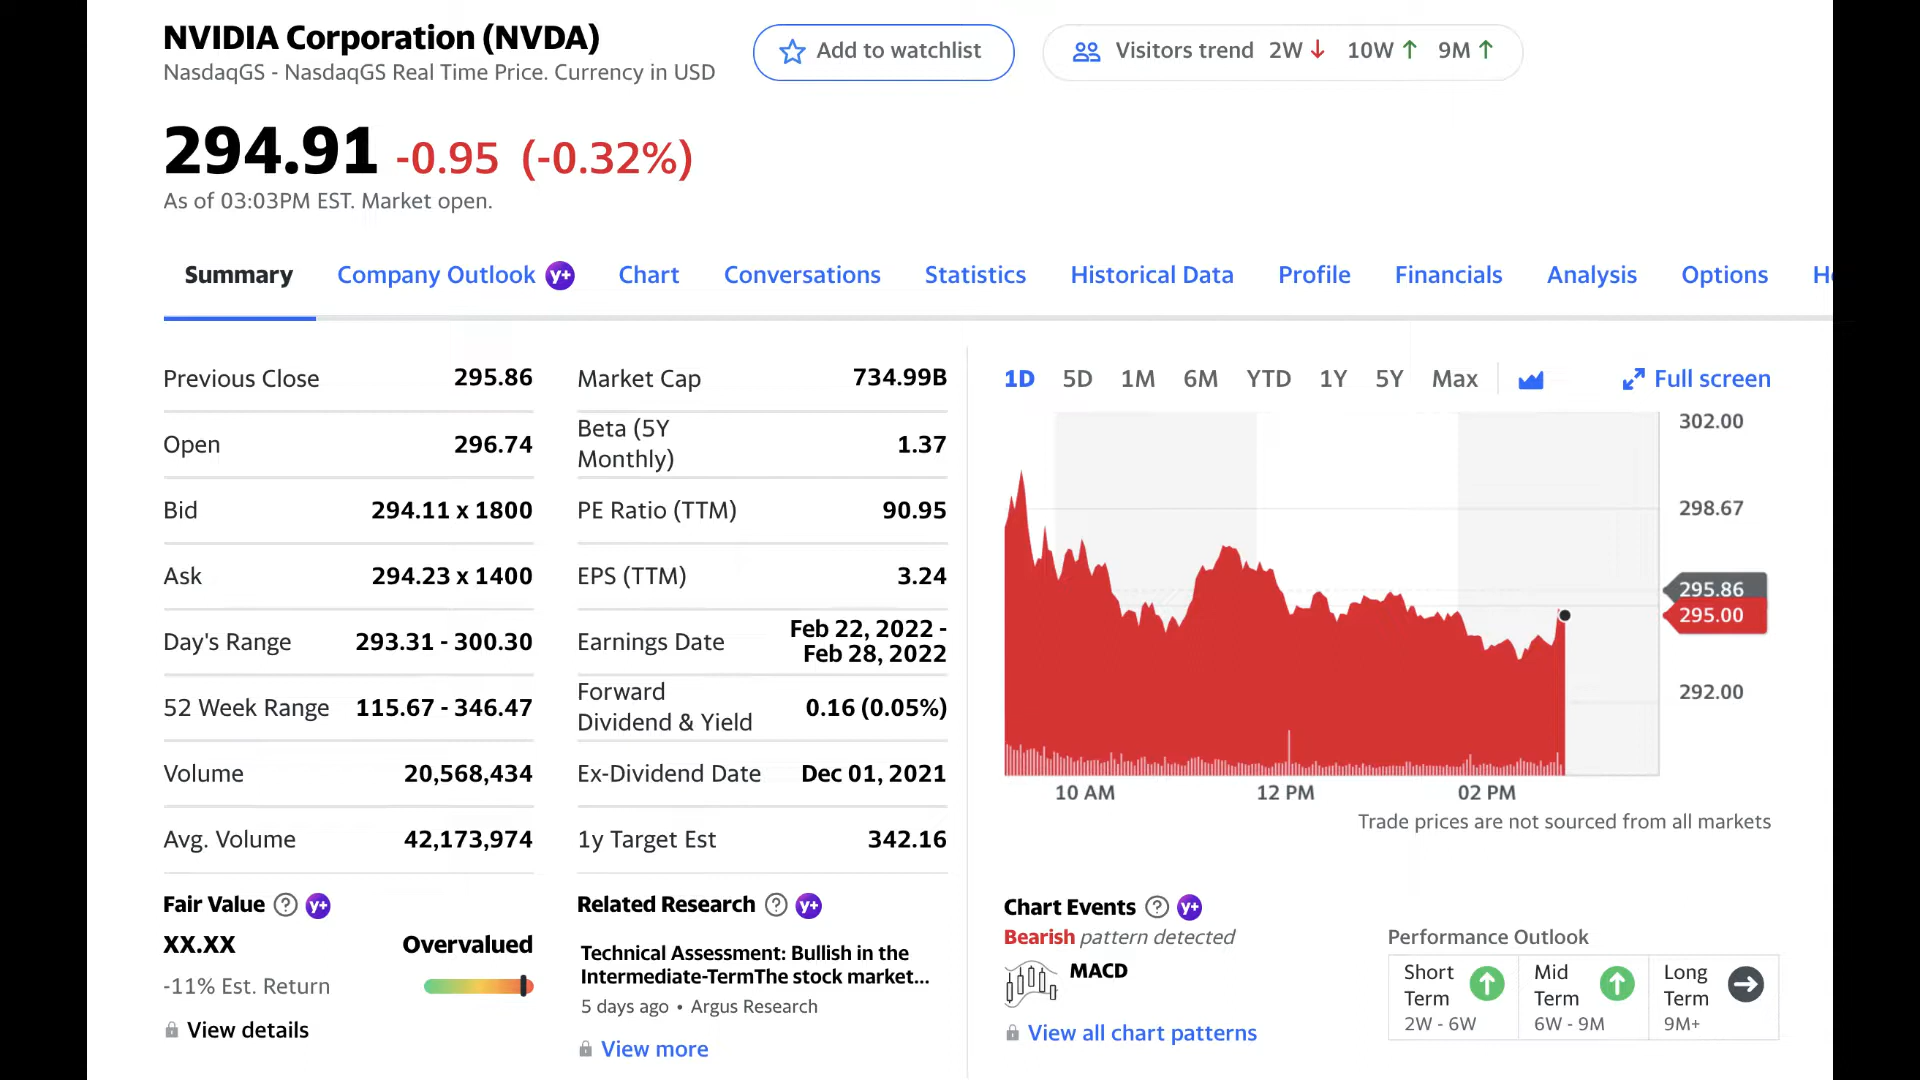 NVIDIA Corporation (NVDA)
NasdaqGS - NasdaqGS Real Time Price. Currency in USD
Add to watchlist
Visitors trend 2W↓ 10W↑ 9M↑
294.91 -0.95 (-0.32%)
As of 03:03PM EST. Market open.
Summary Company Outlook y+ Chart Conversations Statistics Historical Data Profile Financials Analysis Options
Previous Close 295.86
Open 296.74
Bid 294.11 x 1800
Ask 294.23 x 1400
Day's Range 293.31 - 300.30
52 Week Range 115.67 - 346.47
Volume 20,568,434
Avg. Volume 42,173,974
Market Cap 734.99B
Beta (5Y
Monthly) 1.37
PE Ratio (TTM) 90.95
EPS (TTM) 3.24
Earnings Date Feb 22, 2022 -
Feb 28, 2022
Forward
Dividend & Yield 0.16 (0.05%)
Ex-Dividend Date Dec 01, 2021
1y Target Est 342.16
1D 5D 1M 6M YTD 1Y 5Y Max Full screen
302.00
298.67
295.86
295.00
292.00
10 AM 12 PM 02 PM
Trade prices are not sourced from all markets
Fair Value ? y+
XX.XX Overvalued
-11% Est. Return
View details
Related Research ? y+
Technical Assessment: Bullish in the
Intermediate-TermThe stock market...
5 days ago • Argus Research
View more
Chart Events ? y+
Bearish pattern detected
MACD
View all chart patterns
Performance Outlook
Short
Term
2W - 6W
Mid
Term
6W - 9M
Long
Term
9M+